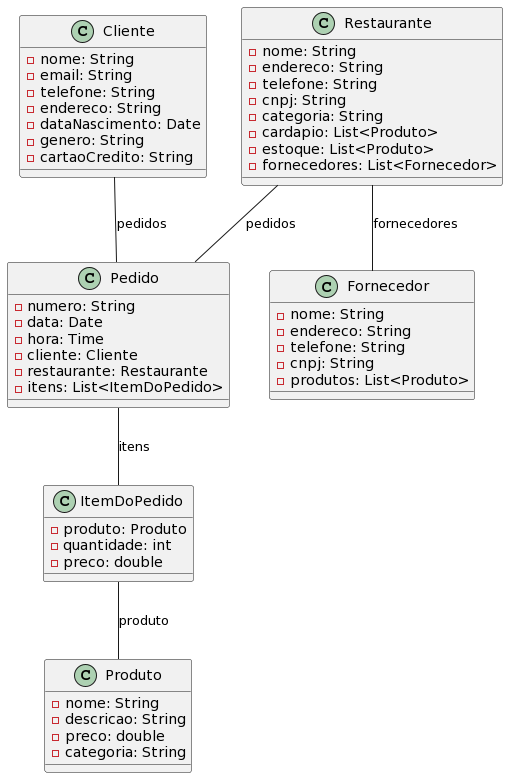 C Cliente
nome: String
email: String
telefone: String
endereco: String
dataNascimento: Date
genero: String
cartaoCredito: String
C Restaurante
nome: String
endereco: String
telefone: String
cnpj: String
categoria: String
cardapio: List<Produto>
estoque: List<Produto>
fornecedores: List<Fornecedor>
pedidos
pedidos
fornecedores
C Pedido
numero: String
data: Date
hora: Time
cliente: Cliente
restaurante: Restaurante
itens: List<ItemDoPedido>
C Fornecedor
nome: String
endereco: String
telefone: String
cnpj: String
produtos: List<Produto>
itens
C ItemDoPedido
produto: Produto
quantidade: int
preco: double
produto
C Produto
nome: String
descricao: String
preco: double
categoria: String